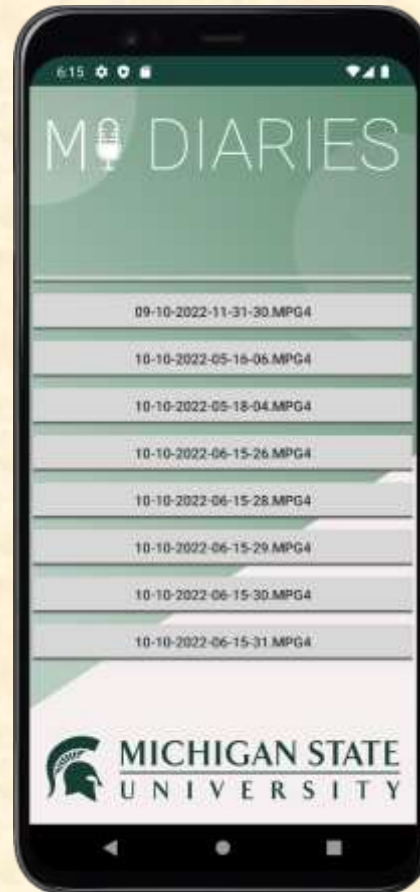 6:15
MI DIARIES
09-10-2022-11-31-30.MPG4
10-10-2022-05-16-06.MPG4
10-10-2022-05-18-04.MPG4
10-10-2022-06-15-26.MPG4
10-10-2022-06-15-28.MPG4
10-10-2022-06-15-29.MPG4
10-10-2022-06-15-30.MPG4
10-10-2022-06-15-31.MPG4
MICHIGAN STATE
UNIVERSITY